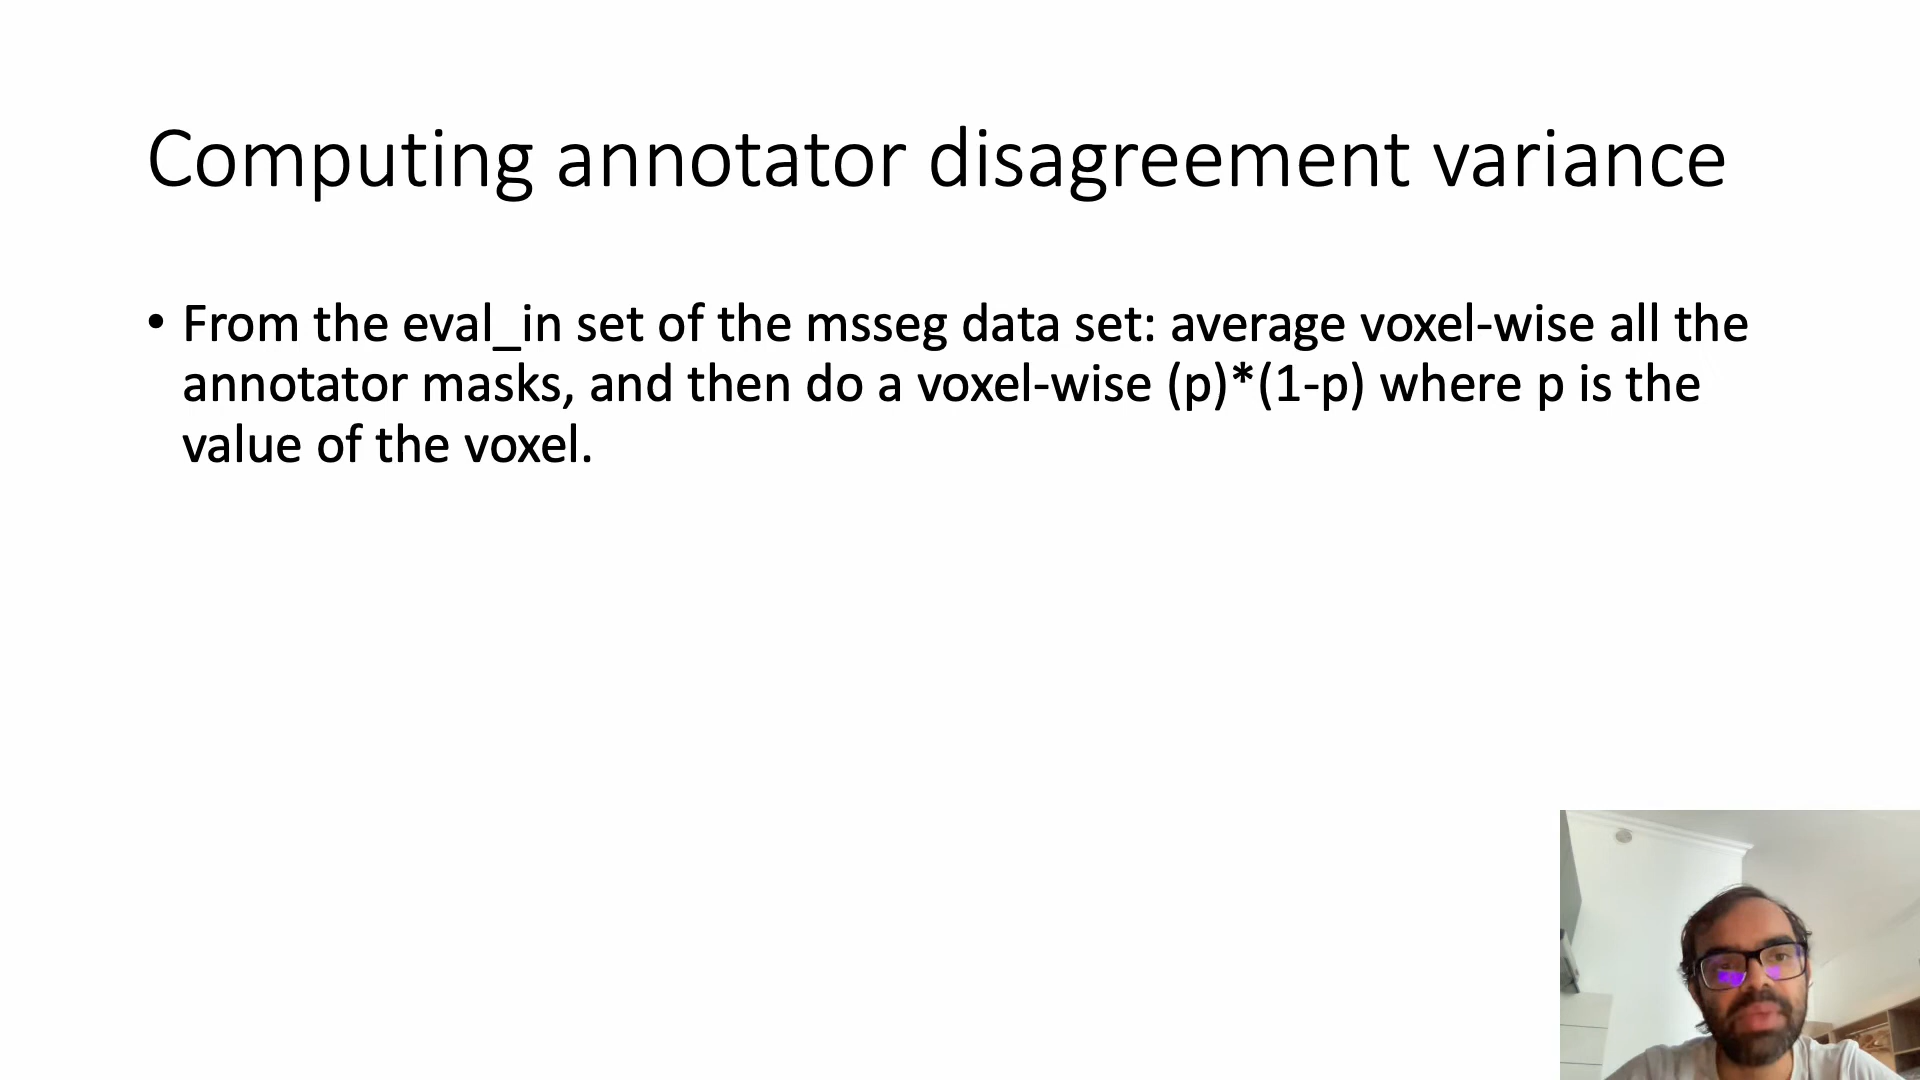 Computing annotator disagreement variance
• From the eval_in set of the msseg data set: average voxel-wise all the
annotator masks, and then do a voxel-wise (p)*(1-p) where p is the
value of the voxel.